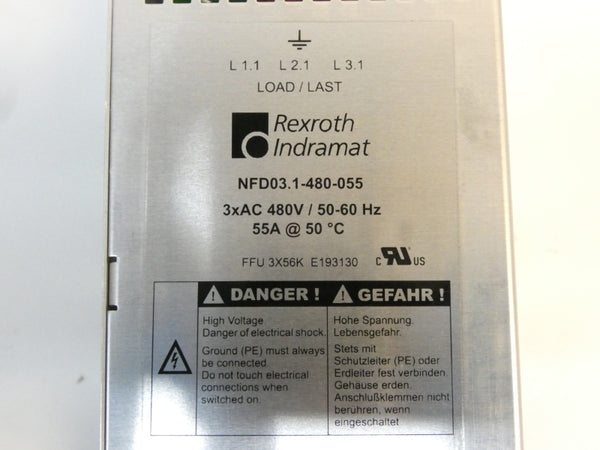 L 1.1 L 2.1 L 3.1
LOAD / LAST
Rexroth
Indramat
NFD03.1-480-055
3xAC 480V / 50-60 Hz
55A @ 50 °C
FFU 3X56K E193130 C RU US
DANGER !
High Voltage
Danger of electrical shock.
Ground (PE) must always
be connected.
Do not touch electrical
connections when
switched on.
GEFAHR !
Hohe Spannung.
Lebensgefahr.
Stets mit
Schutzleiter (PE) oder
Erdleiter fest verbinden.
Gehause erden.
Anschlußklemmen nicht
berühren, wenn
eingeschaltet